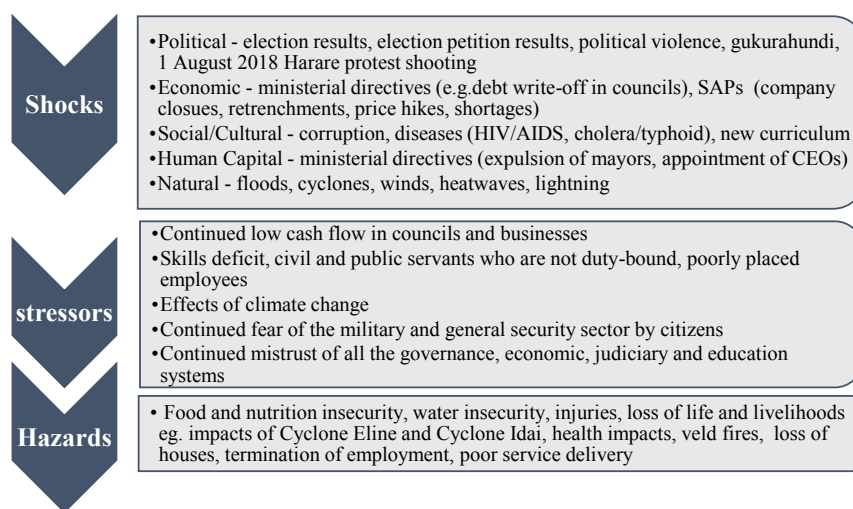 Shocks
•Political - election results, election petition results, political violence, gukurahundi,
1 August 2018 Harare protest shooting
•Economic - ministerial directives (e.g.debt write-off in councils), SAPs (company
closues, retrenchments, price hikes, shortages)
•Social/Cultural - corruption, diseases (HIV/AIDS, cholera/typhoid), new curriculum
•Human Capital - ministerial directives (expulsion of mayors, appointment of CEOs)
•Natural - floods, cyclones, winds, heatwaves, lightning
stressors
•Continued low cash flow in councils and businesses
•Skills deficit, civil and public servants who are not duty-bound, poorly placed
employees
•Effects of climate change
•Continued fear of the military and general security sector by citizens
•Continued mistrust of all the governance, economic, judiciary and education
systems
Hazards
• Food and nutrition insecurity, water insecurity, injuries, loss of life and livelihoods
eg. impacts of Cyclone Eline and Cyclone Idai, health impacts, veld fires, loss of
houses, termination of employment, poor service delivery